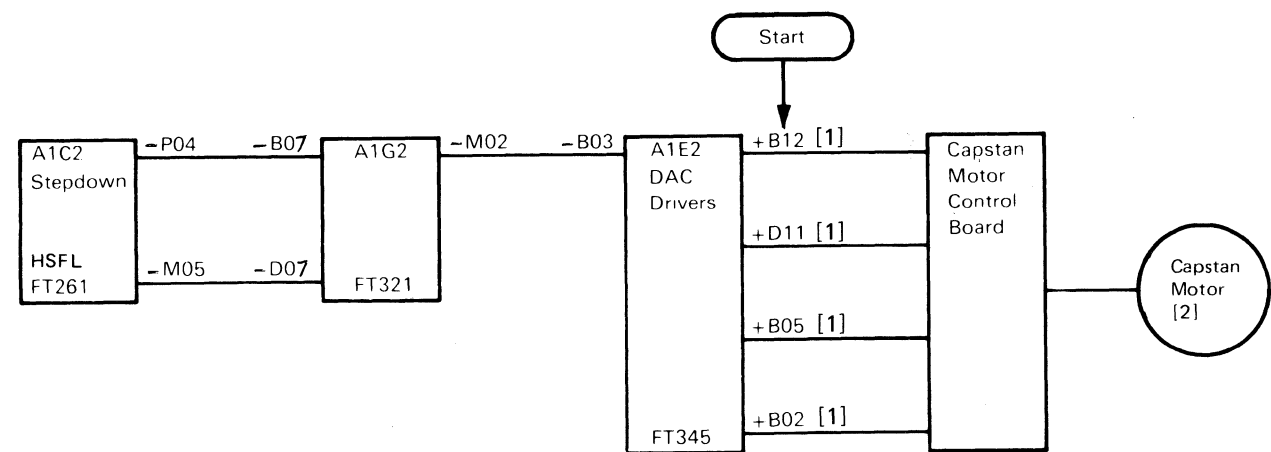 Start
A1C2
Stepdown
HSFL
FT261
-P04
-B07
-M05
-D07
A1G2
FT321
-M02
-B03
A1E2
DAC
Drivers
FT345
+B12 [1]
+D11 [1]
+B05 [1]
+B02 [1]
Capstan
Motor
Control
Board
Capstan
Motor
[2]